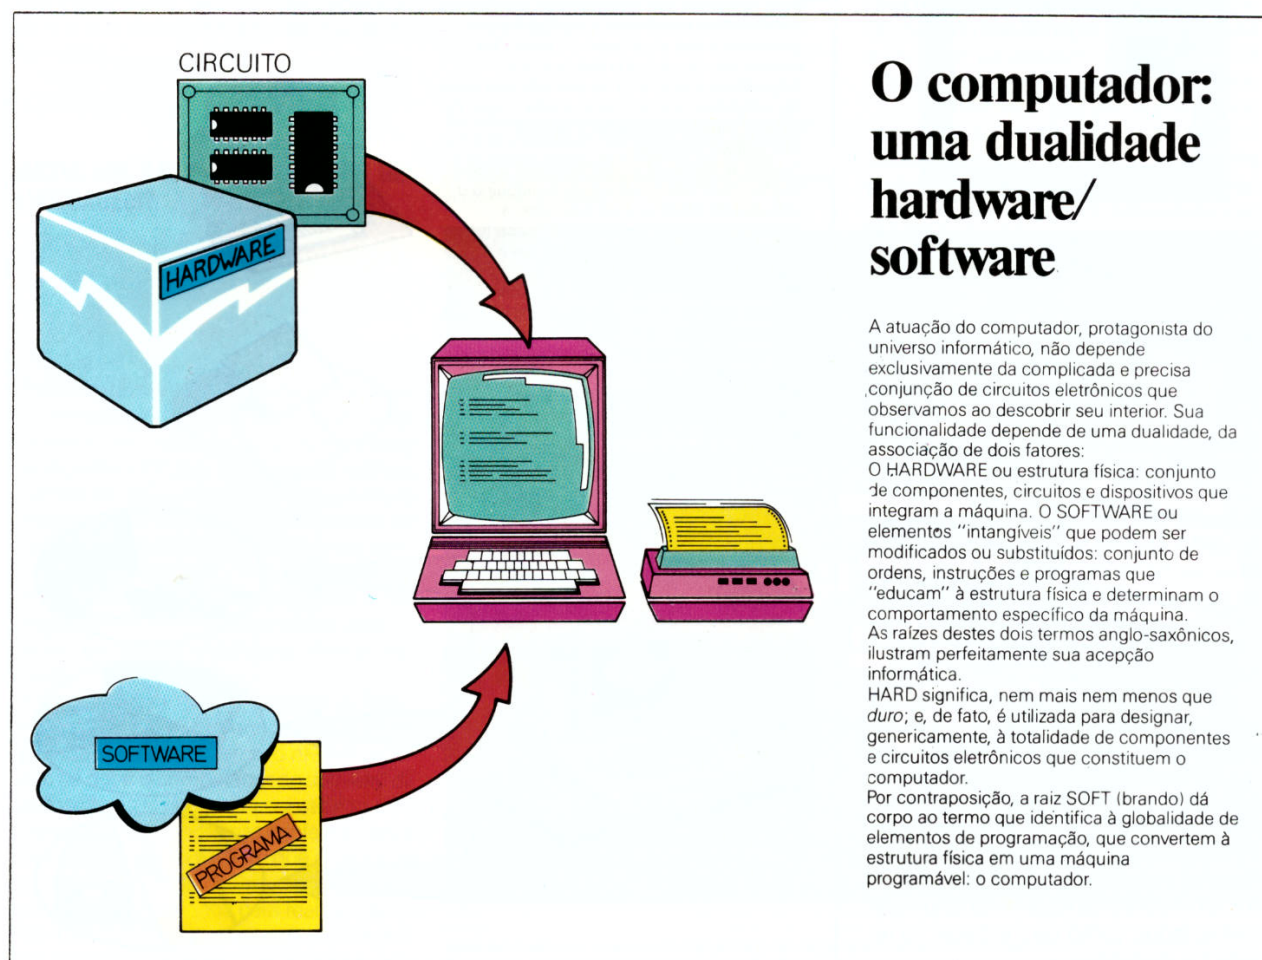 CIRCUITO
HARDWARE
SOFTWARE
PROGRAMA
O computador:
uma dualidade
hardware/
software
A atuação do computador, protagonista do
universo informático, não depende
exclusivamente da complicada e precisa
conjunção de circuitos eletrônicos que
observamos ao descobrir seu interior. Sua
funcionalidade depende de uma dualidade, da
associação de dois fatores:
O HARDWARE ou estrutura física: conjunto
de componentes, circuitos e dispositivos que
integram a máquina. O SOFTWARE ou
elementos "intangíveis" que podem ser
modificados ou substituídos: conjunto de
ordens, instruções e programas que
"educam" à estrutura física e determinam o
comportamento específico da máquina.
As raízes destes dois termos anglo-saxônicos,
ilustram perfeitamente sua acepção
informática.
HARD significa, nem mais nem menos que
duro; e, de fato, é utilizada para designar,
genericamente, à totalidade de componentes
e circuitos eletrônicos que constituem o
computador.
Por contraposição, a raiz SOFT (brando) dá
corpo ao termo que identifica à globalidade de
elementos de programação, que convertem à
estrutura física em uma máquina
programável: o computador.